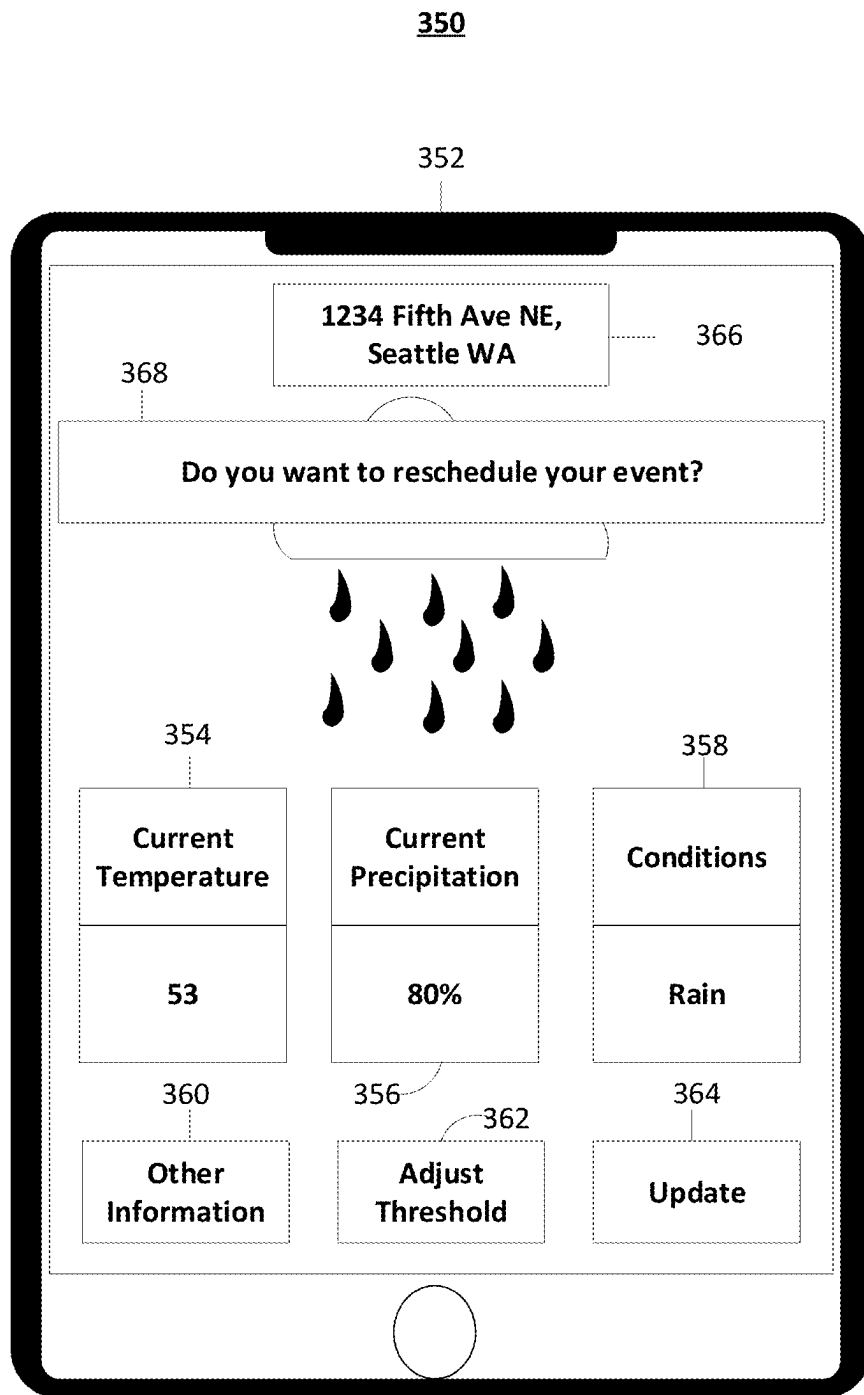 350
352
1234 Fifth Ave NE,
Seattle WA
366
368
Do you want to reschedule your event?
354
358
Current
Temperature
Current
Precipitation
Conditions
53
80%
Rain
360
356
362
364
Other
Information
Adjust
Threshold
Update